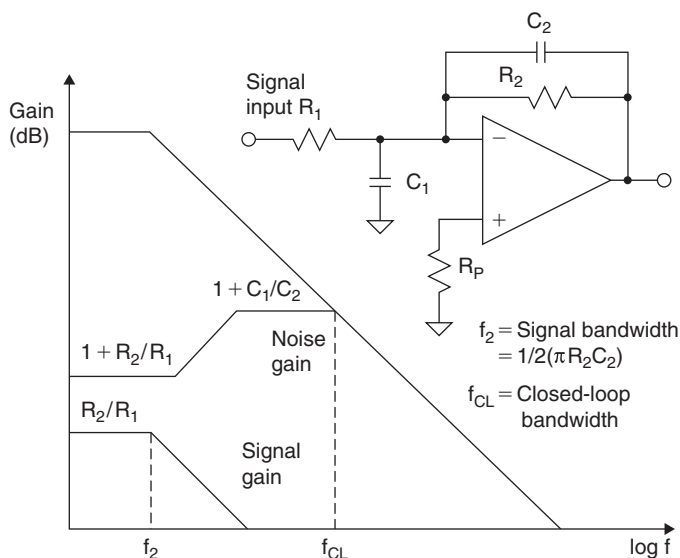 C₂
Signal
input R₁
R₂
Gain
(dB)
−
C₁
+
R_P
1 + C₁/C₂
Noise
gain
1 + R₂/R₁
f₂ = Signal bandwidth
= 1/2(πR₂C₂)
f_CL = Closed-loop
bandwidth
R₂/R₁
Signal
gain
f₂
f_CL
log f